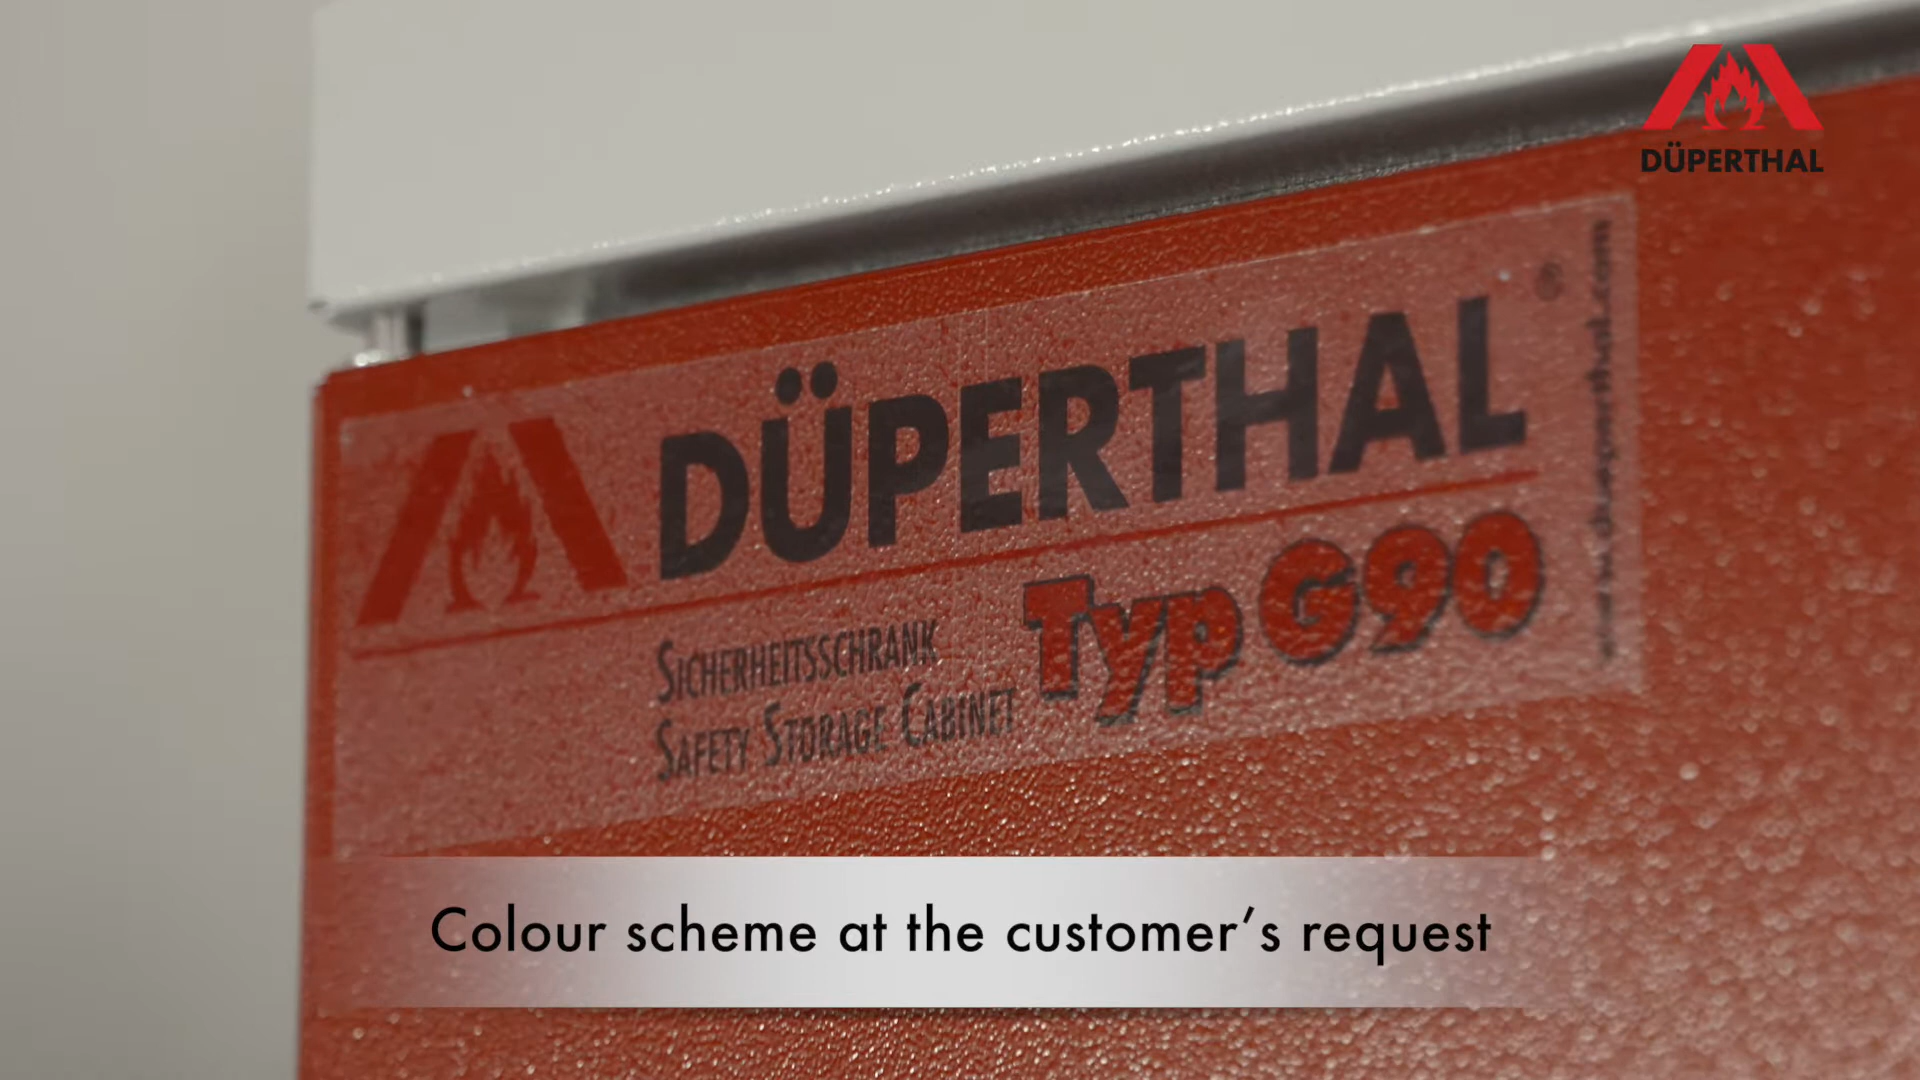 DÜPERTHAL
DÜPERTHAL®
Typ G90
SICHERHEITSSCHRANK
SAFETY STORAGE CABINET
www.dueperthal.com
Colour scheme at the customer’s request